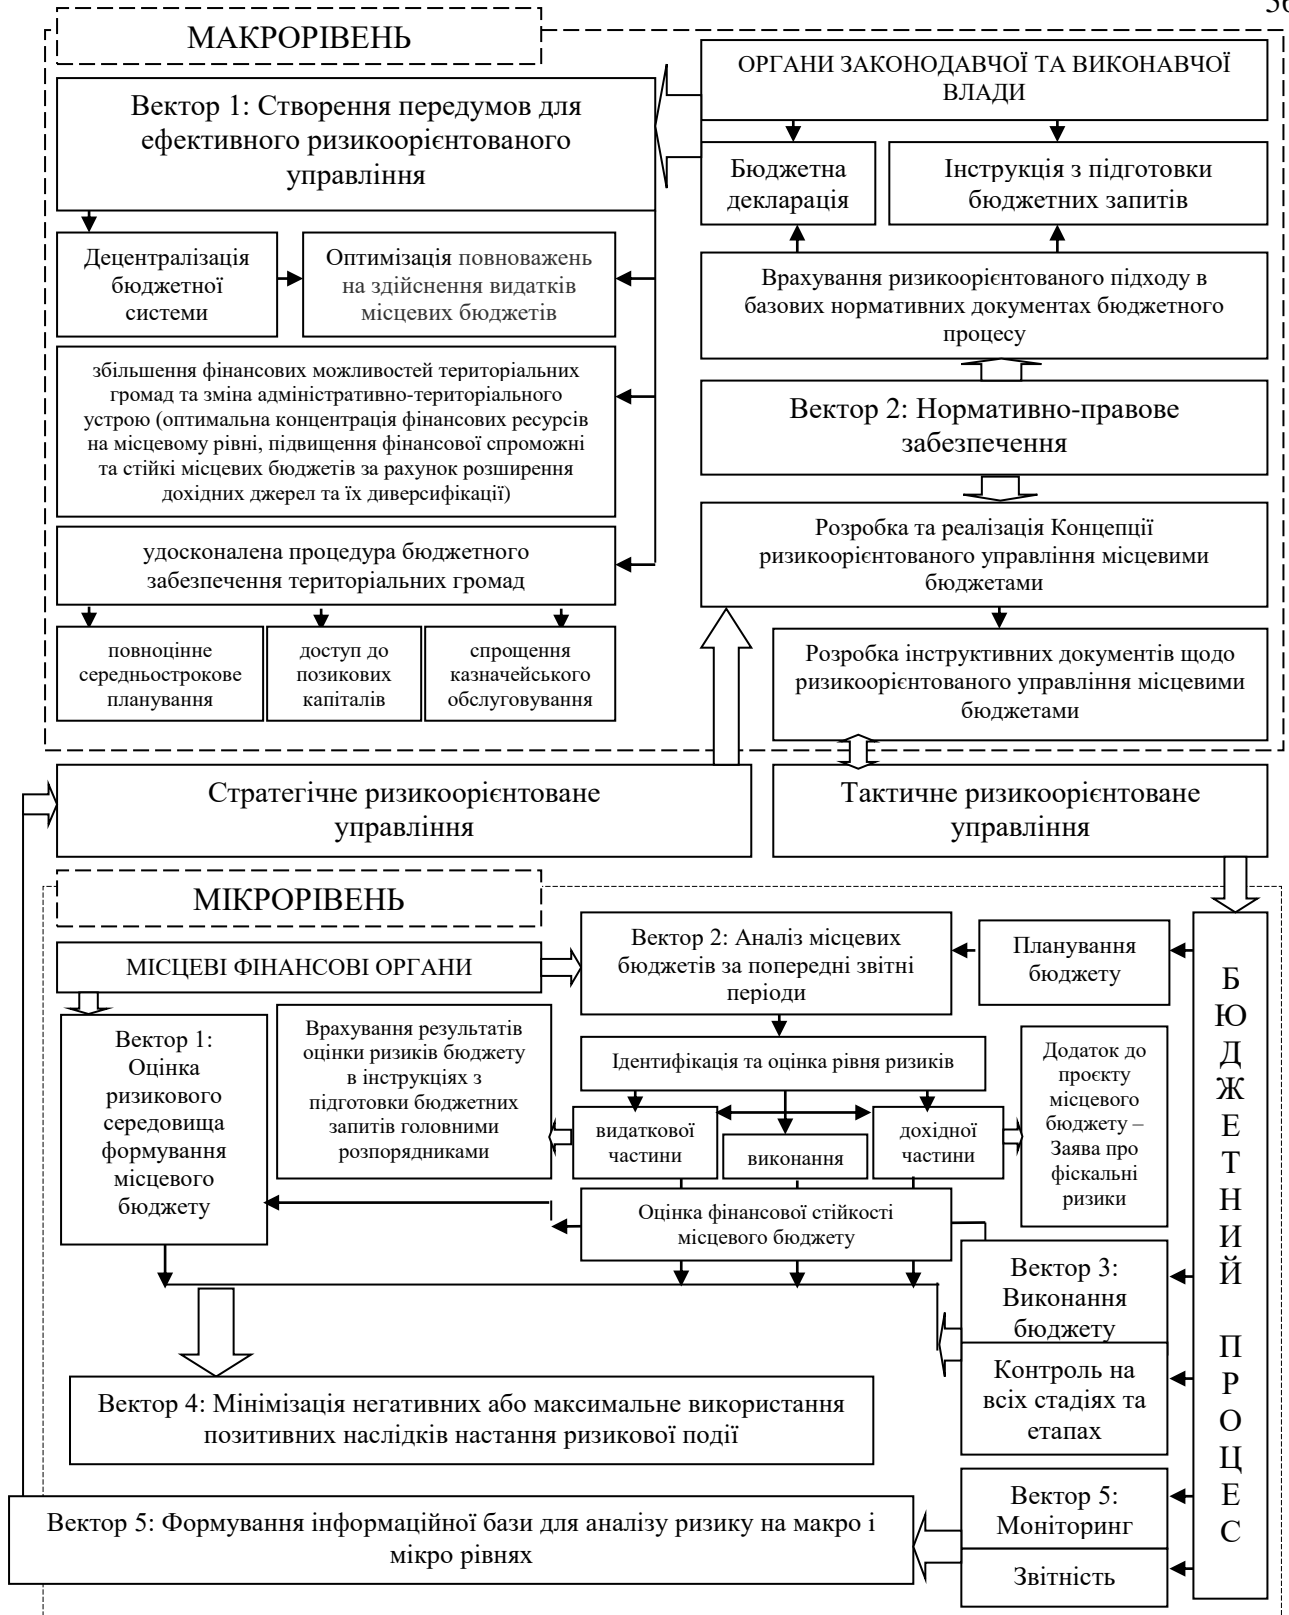 56
МАКРОРІВЕНЬ
ОРГАНИ ЗАКОНОДАВЧОЇ ТА ВИКОНАВЧОЇ
ВЛАДИ
Вектор 1: Створення передумов для
ефективного ризикоорієнтованого
управління
Бюджетна
декларація
Інструкція з підготовки
бюджетних запитів
Децентралізація
бюджетної
системи
Оптимізація повноважень
на здійснення видатків
місцевих бюджетів
Врахування ризикоорієнтованого підходу в
базових нормативних документах бюджетного
процесу
збільшення фінансових можливостей територіальних
громад та зміна адміністративно-територіального
устрою (оптимальна концентрація фінансових ресурсів
на місцевому рівні, підвищення фінансової спроможні
та стійкі місцевих бюджетів за рахунок розширення
дохідних джерел та їх диверсифікації)
Вектор 2: Нормативно-правове
забезпечення
Розробка та реалізація Концепції
ризикоорієнтованого управління місцевими
бюджетами
удосконалена процедура бюджетного
забезпечення територіальних громад
повноцінне
середньострокове
планування
доступ до
позикових
капіталів
спрощення
казначейського
обслуговування
Розробка інструктивних документів щодо
ризикоорієнтованого управління місцевими
бюджетами
Стратегічне ризикоорієнтоване
управління
Тактичне ризикоорієнтоване
управління
МІКРОРІВЕНЬ
МІСЦЕВІ ФІНАНСОВІ ОРГАНИ
Вектор 2: Аналіз місцевих
бюджетів за попередні звітні
періоди
Планування
бюджету
Б
Ю
Д
Ж
Е
Т
Н
И
Й
П
Р
О
Ц
Е
С
Вектор 1:
Оцінка
ризикового
середовища
формування
місцевого
бюджету
Врахування результатів
оцінки ризиків бюджету
в інструкціях з
підготовки бюджетних
запитів головними
розпорядниками
Ідентифікація та оцінка рівня ризиків
видаткової
частини
виконання
дохідної
частини
Додаток до
проєкту
місцевого
бюджету –
Заява про
фіскальні
ризики
Оцінка фінансової стійкості
місцевого бюджету
Вектор 3:
Виконання
бюджету
Контроль на
всіх стадіях та
етапах
Вектор 4: Мінімізація негативних або максимальне використання
позитивних наслідків настання ризикової події
Вектор 5:
Моніторинг
Звітність
Вектор 5: Формування інформаційної бази для аналізу ризику на макро і
мікро рівнях